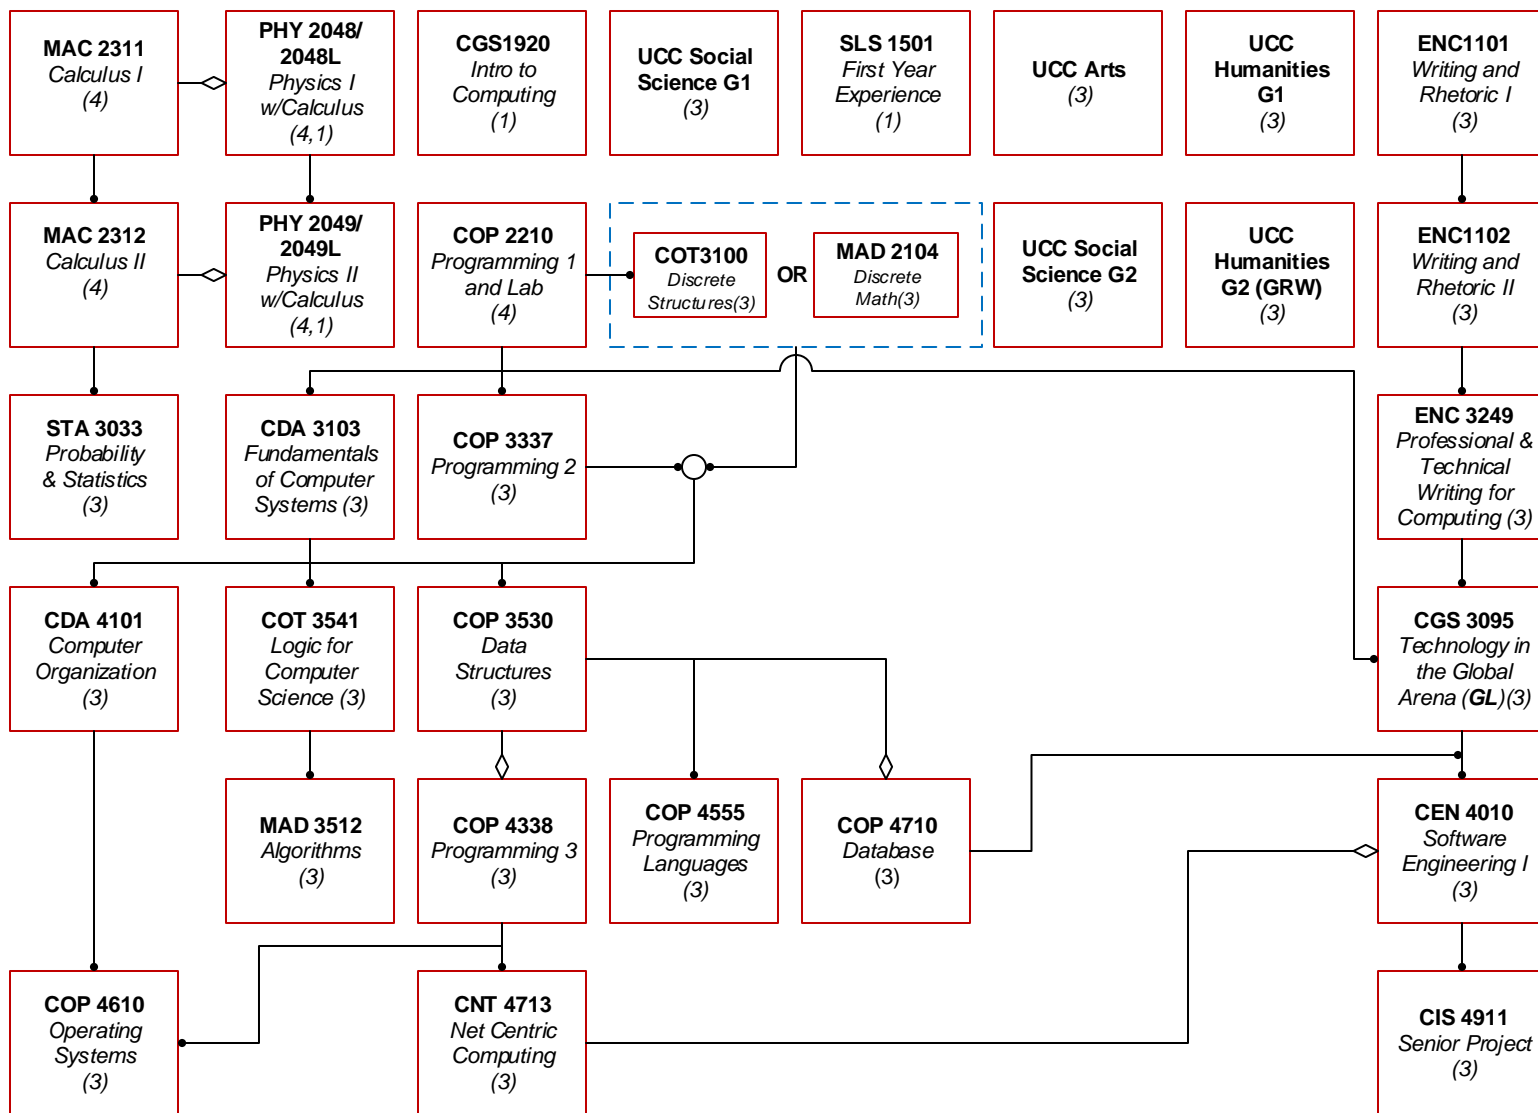 MAC 2311
Calculus I
(4)
PHY 2048/
2048L
Physics I
w/Calculus
(4,1)
CGS1920
Intro to
Computing
(1)
UCC Social
Science G1
(3)
SLS 1501
First Year
Experience
(1)
UCC Arts
(3)
UCC
Humanities
G1
(3)
ENC1101
Writing and
Rhetoric I
(3)
MAC 2312
Calculus II
(4)
PHY 2049/
2049L
Physics II
w/Calculus
(4,1)
COP 2210
Programming 1
and Lab
(4)
COT3100
Discrete
Structures(3)
OR
MAD 2104
Discrete
Math(3)
UCC Social
Science G2
(3)
UCC
Humanities
G2 (GRW)
(3)
ENC1102
Writing and
Rhetoric II
(3)
STA 3033
Probability
& Statistics
(3)
CDA 3103
Fundamentals
of Computer
Systems (3)
COP 3337
Programming 2
(3)
ENC 3249
Professional &
Technical
Writing for
Computing (3)
CDA 4101
Computer
Organization
(3)
COT 3541
Logic for
Computer
Science (3)
COP 3530
Data
Structures
(3)
CGS 3095
Technology in
the Global
Arena (GL)(3)
MAD 3512
Algorithms
(3)
COP 4338
Programming 3
(3)
COP 4555
Programming
Languages
(3)
COP 4710
Database
(3)
CEN 4010
Software
Engineering I
(3)
COP 4610
Operating
Systems
(3)
CNT 4713
Net Centric
Computing
(3)
CIS 4911
Senior Project
(3)